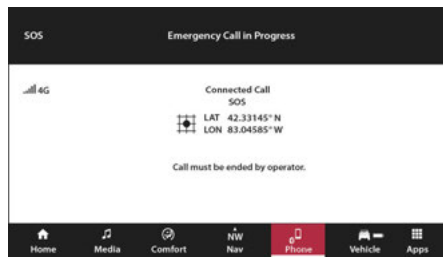 SOS
Emergency Call in Progress
4G
Connected Call
SOS
LAT 42.33145° N
LON 83.04585° W
Call must be ended by operator.
NW
Home
Media
Comfort
Nav
Phone
Vehicle
Apps